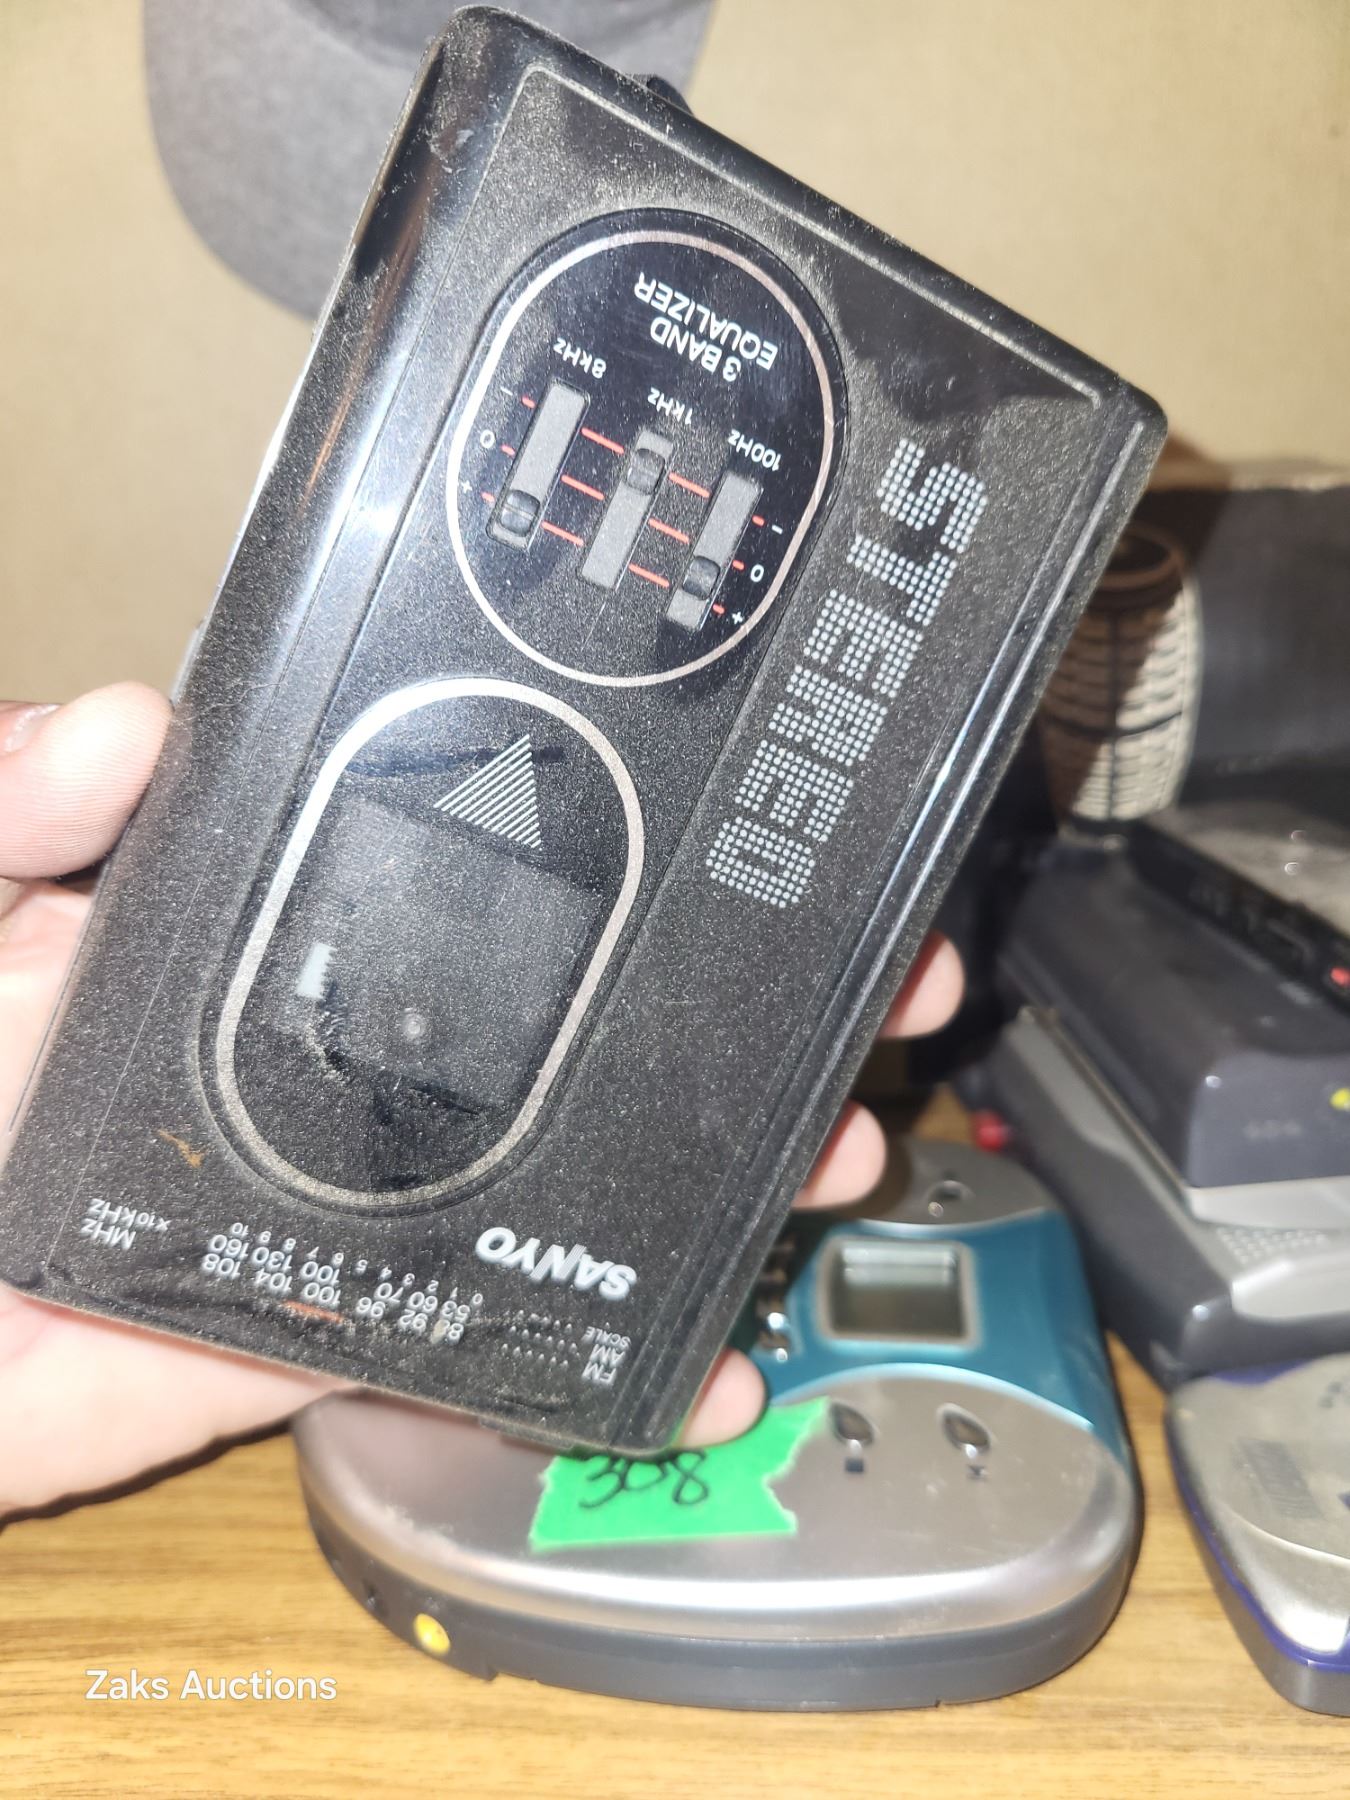 SANYO
FM
AM
SCALE
88 92 96 100 104 108 MHz
53 60 70 100 130 160 x10kHz
0 1 2 3 4 5 6 7 8 9 10
STEREO
3 BAND
EQUALIZER
100Hz 1kHz 8kHz
-
0
+
-
0
+
308
Zaks Auctions